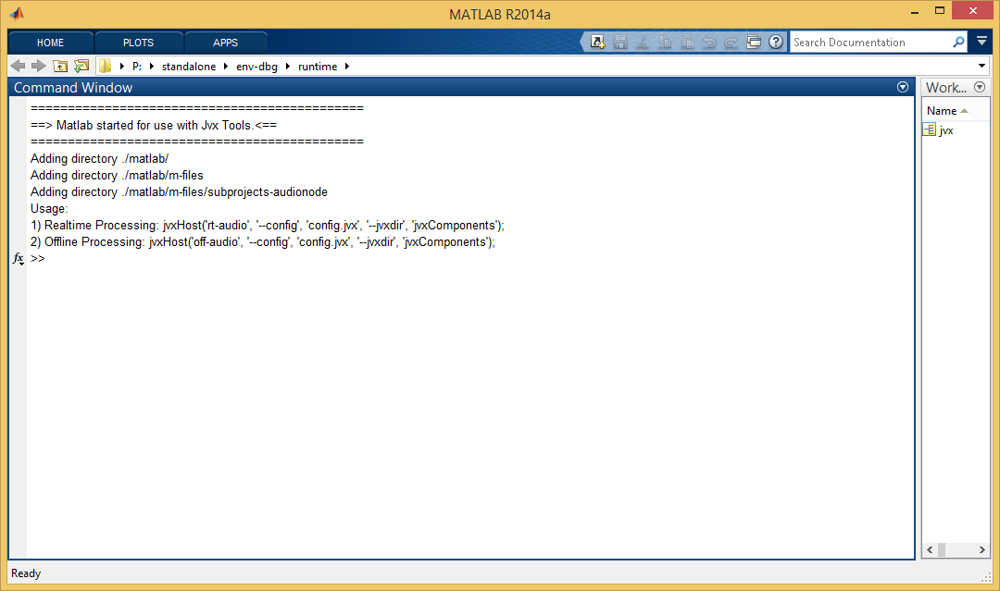 MATLAB R2014a
HOME PLOTS APPS
Search Documentation
P: standalone env-dbg runtime
Command Window
Work...
Name
jvx
=============================================
==> Matlab started for use with Jvx Tools.<==
=============================================
Adding directory ./matlab/
Adding directory ./matlab/m-files
Adding directory ./matlab/m-files/subprojects-audionode
Usage:
1) Realtime Processing: jvxHost('rt-audio', '--config', 'config.jvx', '--jvxdir', 'jvxComponents');
2) Offline Processing: jvxHost('off-audio', '--config', 'config.jvx', '--jvxdir', 'jvxComponents');
fx >>
Ready